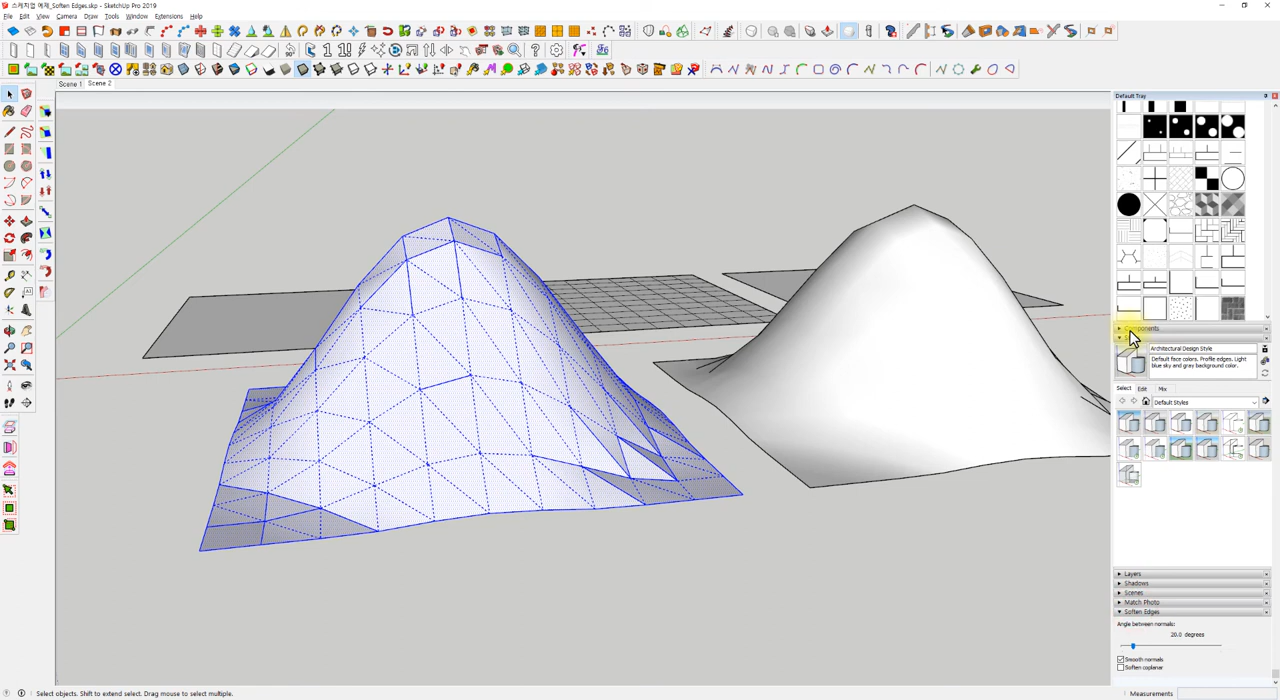 스케치업 예제_Soften Edges.skp - SketchUp Pro 2019
File Edit View Camera Draw Tools Window Extensions Help
Scene 1 Scene 2
Default Tray
Components
Architectural Design Style
Default face colors. Profile edges. Light
blue sky and gray background color.
Select Edit Mix
Default Styles
Layers
Shadows
Scenes
Match Photo
Soften Edges
Angle between normals:
20.0 degrees
Smooth normals
Soften coplanar
Select objects. Shift to extend select. Drag mouse to select multiple.
Measurements